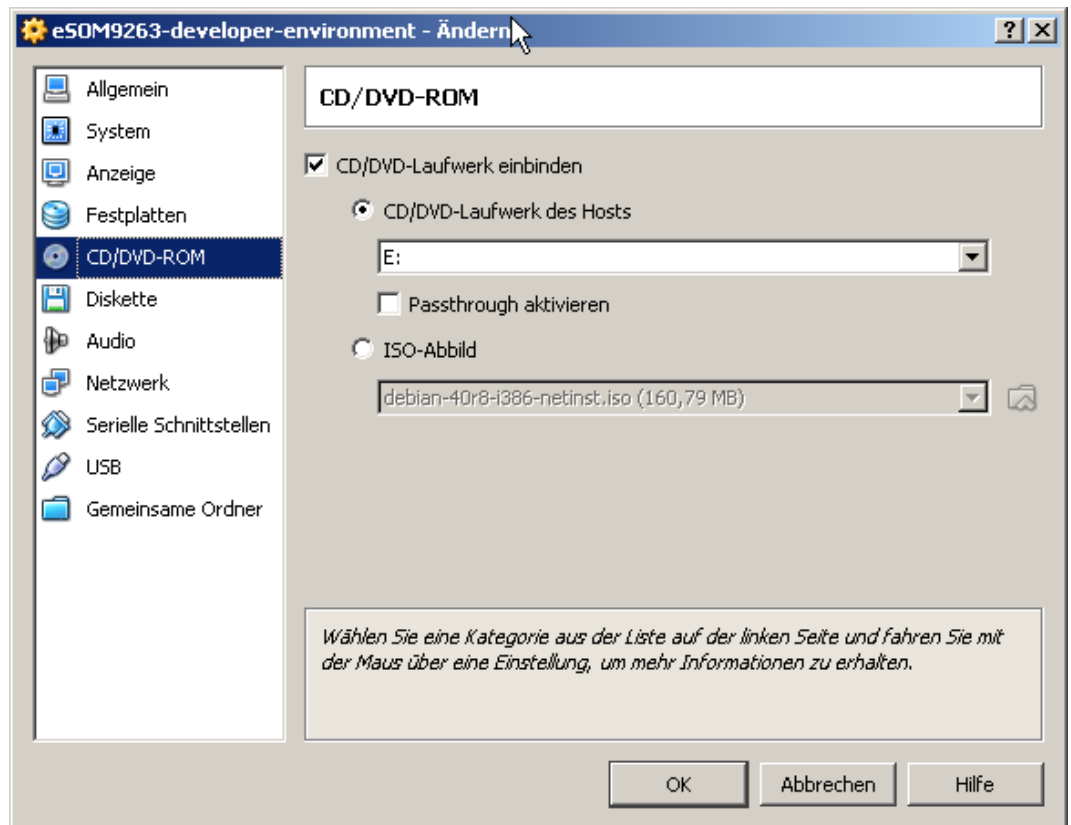 eSOM9263-developer-environment - Ändern
Allgemein
System
Anzeige
Festplatten
CD/DVD-ROM
Diskette
Audio
Netzwerk
Serielle Schnittstellen
USB
Gemeinsame Ordner
CD/DVD-ROM
CD/DVD-Laufwerk einbinden
CD/DVD-Laufwerk des Hosts
E:
Passthrough aktivieren
ISO-Abbild
debian-40r8-i386-netinst.iso (160,79 MB)
Wählen Sie eine Kategorie aus der Liste auf der linken Seite und fahren Sie mit
der Maus über eine Einstellung, um mehr Informationen zu erhalten.
OK
Abbrechen
Hilfe